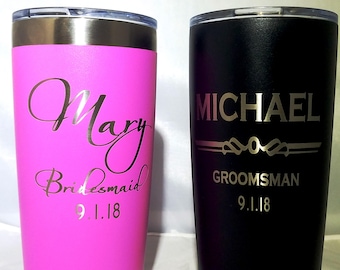 Mary
Bridesmaid
9.1.18
MICHAEL
GROOMSMAN
9.1.18